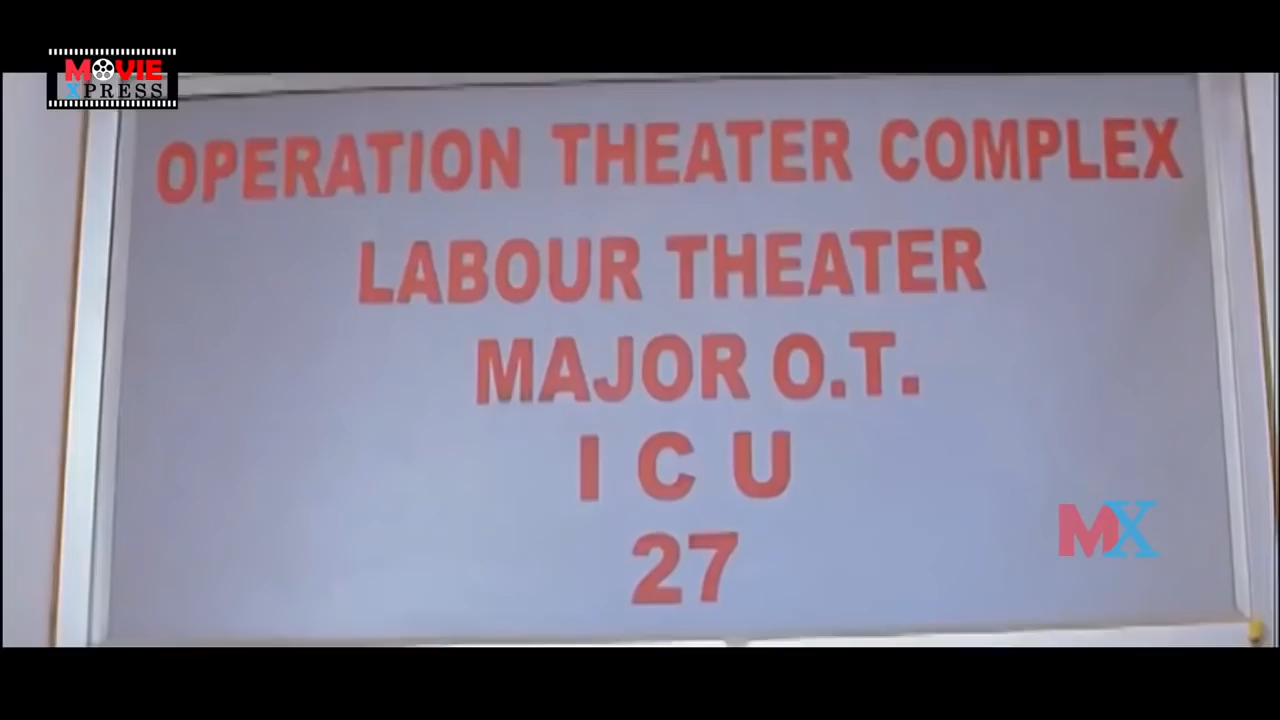 MOVIE
XPRESS
OPERATION THEATER COMPLEX
LABOUR THEATER
MAJOR O.T.
I C U
27
MX